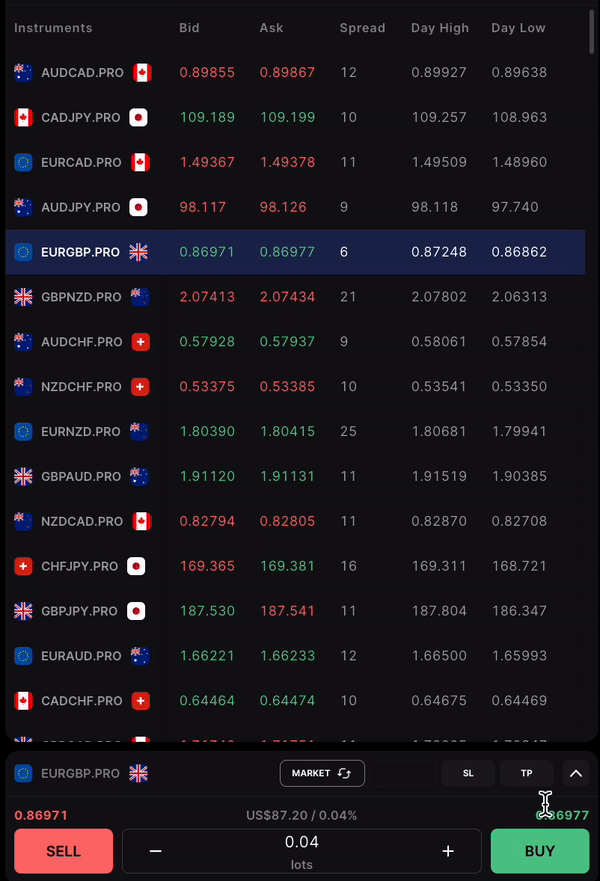 Instruments Bid Ask Spread Day High Day Low
AUDCAD.PRO 0.89855 0.89867 12 0.89927 0.89638
CADJPY.PRO 109.189 109.199 10 109.257 108.963
EURCAD.PRO 1.49367 1.49378 11 1.49509 1.48960
AUDJPY.PRO 98.117 98.126 9 98.118 97.740
EURGBP.PRO 0.86971 0.86977 6 0.87248 0.86862
GBPNZD.PRO 2.07413 2.07434 21 2.07802 2.06313
AUDCHF.PRO 0.57928 0.57937 9 0.58061 0.57854
NZDCHF.PRO 0.53375 0.53385 10 0.53541 0.53350
EURNZD.PRO 1.80390 1.80415 25 1.80681 1.79941
GBPAUD.PRO 1.91120 1.91131 11 1.91519 1.90385
NZDCAD.PRO 0.82794 0.82805 11 0.82870 0.82708
CHFJPY.PRO 169.365 169.381 16 169.311 168.721
GBPJPY.PRO 187.530 187.541 11 187.804 186.347
EURAUD.PRO 1.66221 1.66233 12 1.66500 1.65993
CADCHF.PRO 0.64464 0.64474 10 0.64675 0.64469
EURGBP.PRO MARKET SL TP
0.86971 US$87.20 / 0.04%
SELL − 0.04 + BUY
lots